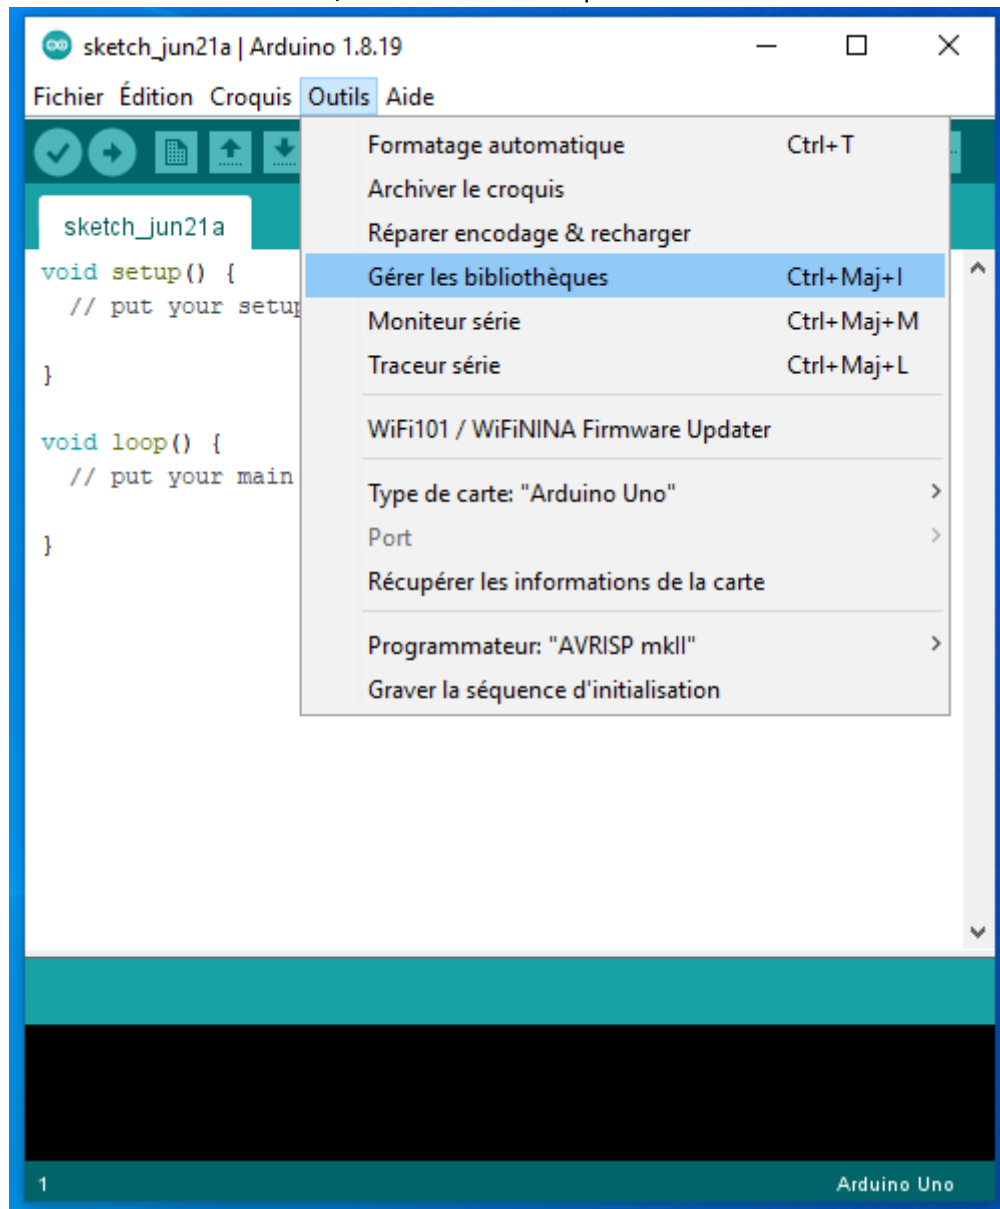 sketch_jun21a | Arduino 1.8.19
Fichier Édition Croquis Outils Aide
Formatage automatique Ctrl+T
Archiver le croquis
sketch_jun21a
Réparer encodage & recharger
void setup() {
Gérer les bibliothèques Ctrl+Maj+I
// put your setup
Moniteur série Ctrl+Maj+M
}
Traceur série Ctrl+Maj+L
WiFi101 / WiFiNINA Firmware Updater
void loop() {
// put your main
Type de carte: "Arduino Uno"
Port
}
Récupérer les informations de la carte
Programmateur: "AVRISP mkII"
Graver la séquence d'initialisation
1 Arduino Uno